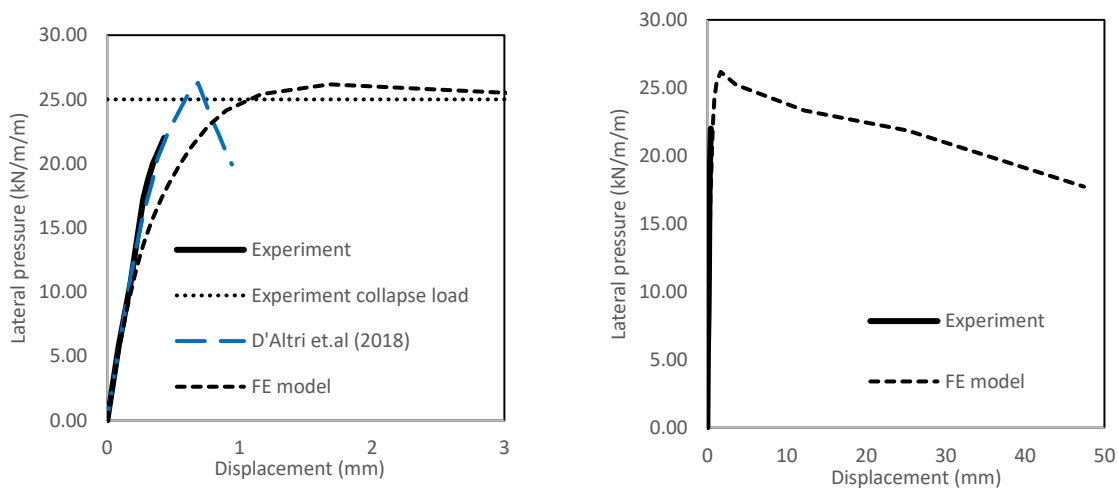 30.00
25.00
20.00
15.00
10.00
5.00
0.00
Lateral pressure (kN/m/m)
Experiment
Experiment collapse load
D'Altri et.al (2018)
FE model
0 1 2 3
Displacement (mm)
30.00
25.00
20.00
15.00
10.00
5.00
0.00
Lateral pressure (kN/m/m)
Experiment
FE model
0 10 20 30 40 50
Displacement (mm)